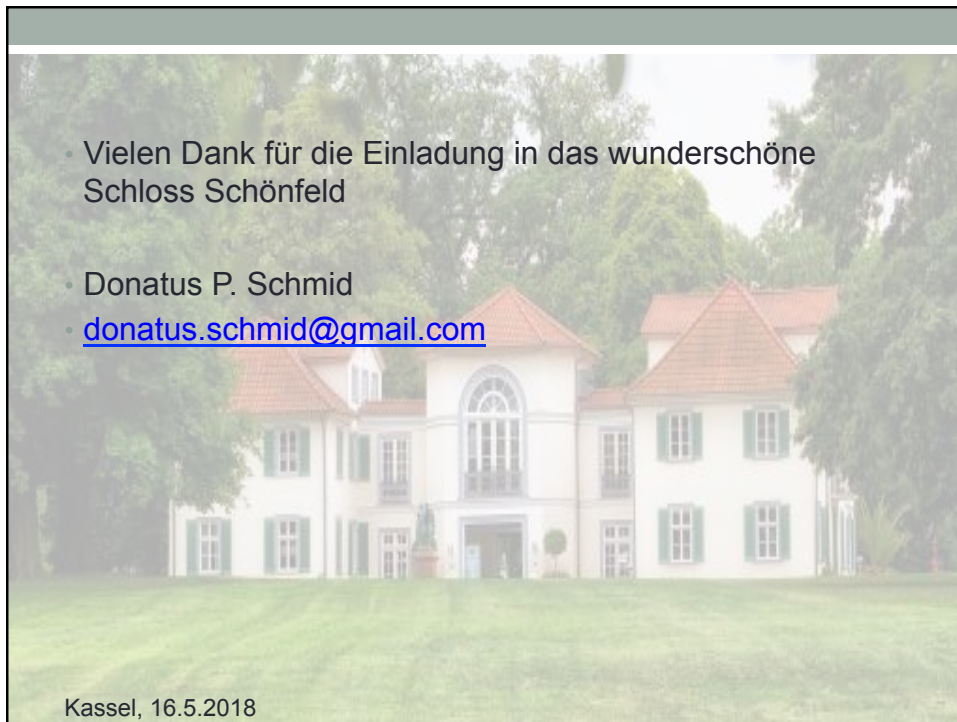 • Vielen Dank für die Einladung in das wunderschöne
Schloss Schönfeld
• Donatus P. Schmid
• donatus.schmid@gmail.com
Kassel, 16.5.2018